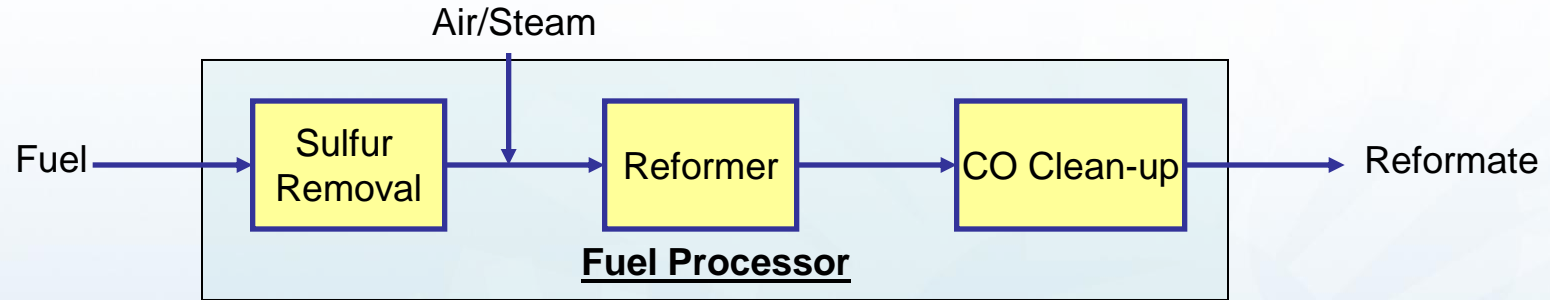 Air/Steam
Fuel
Sulfur
Removal
Reformer
CO Clean-up
Reformate
Fuel Processor